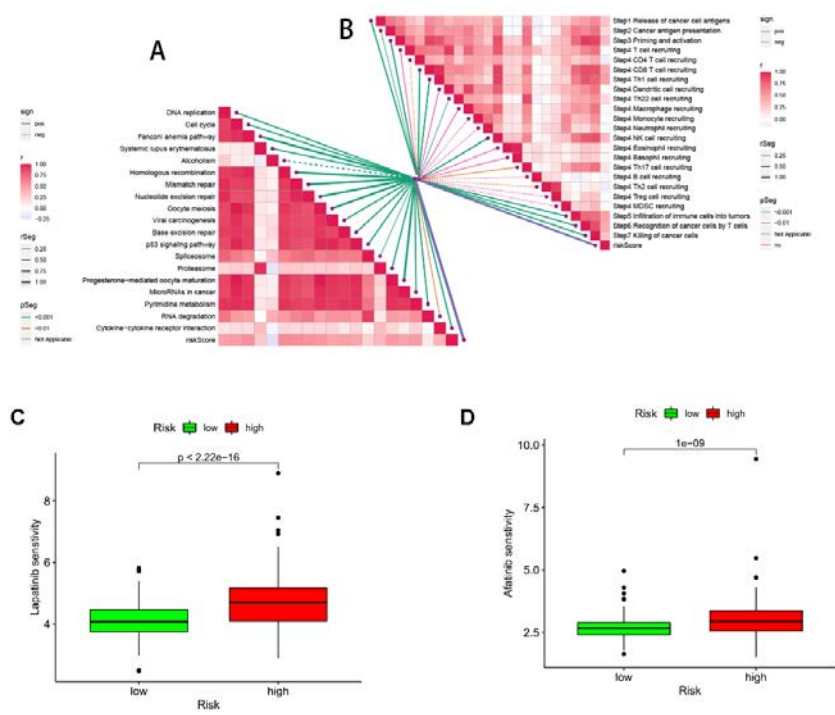 A
B
sign
pos
neg
r
1.00
0.75
0.50
0.25
0.00
-0.25
rSeg
0.25
0.50
0.75
1.00
pSeg
<0.001
<0.01
Not Applicable
DNA replication
Cell cycle
Fanconi anemia pathway
Systemic lupus erythematosus
Alcoholism
Homologous recombination
Mismatch repair
Nucleotide excision repair
Oocyte meiosis
Viral carcinogenesis
Base excision repair
p53 signaling pathway
Spliceosome
Proteasome
Progesterone-mediated oocyte maturation
MicroRNAs in cancer
Pyrimidine metabolism
RNA degradation
Cytokine-cytokine receptor interaction
riskScore
Step1 Release of cancer cell antigens
Step2 Cancer antigen presentation
Step3 Priming and activation
Step4 T cell recruiting
Step4 CD4 T cell recruiting
Step4 CD8 T cell recruiting
Step4 Th1 cell recruiting
Step4 Dendritic cell recruiting
Step4 Th22 cell recruiting
Step4 Macrophage recruiting
Step4 Monocyte recruiting
Step4 Neutrophil recruiting
Step4 NK cell recruiting
Step4 Eosinophil recruiting
Step4 Basophil recruiting
Step4 Th17 cell recruiting
Step4 B cell recruiting
Step4 Th2 cell recruiting
Step4 Treg cell recruiting
Step4 MDSC recruiting
Step5 Infiltration of immune cells into tumors
Step6 Recognition of cancer cells by T cells
Step7 Killing of cancer cells
riskScore
sign
pos
neg
r
1.00
0.75
0.50
0.25
0.00
rSeg
0.25
0.50
0.75
1.00
pSeg
<0.001
<0.01
Not Applicable
ns
C
Risk low high
p < 2.22e-16
Lapatinib senstivity
8
6
4
low high
Risk
D
Risk low high
1e-09
Afatinib senstivity
10.0
7.5
5.0
2.5
low high
Risk